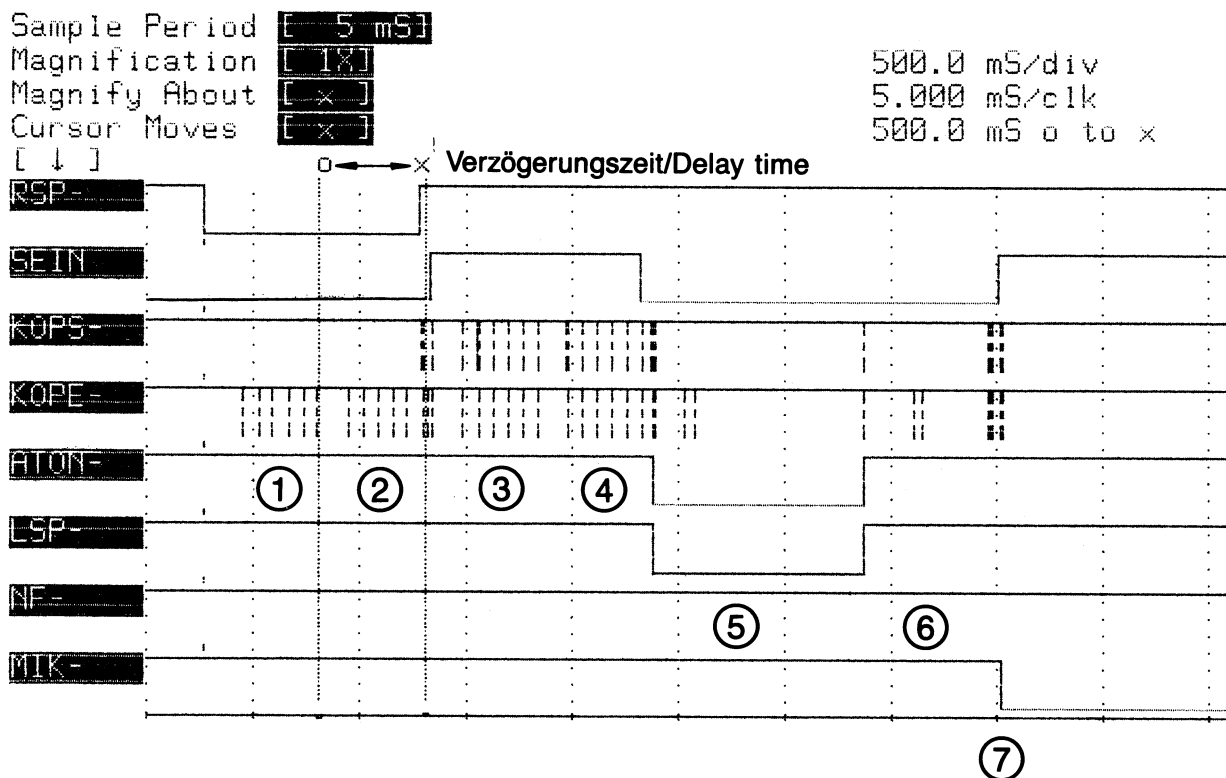 Sample Period [ 5 mS]
Magnification [ 1X]
Magnify About [ x ]
Cursor Moves [ x ]
500.0 mS/div
5.000 mS/clk
500.0 mS o to x
[ ↓ ]
o x Verzögerungszeit/Delay time
RSP-
SEIN
KOPS-
KOPE-
ATON-
① ② ③ ④
LSP-
NF-
⑤ ⑥
MIK-
⑦